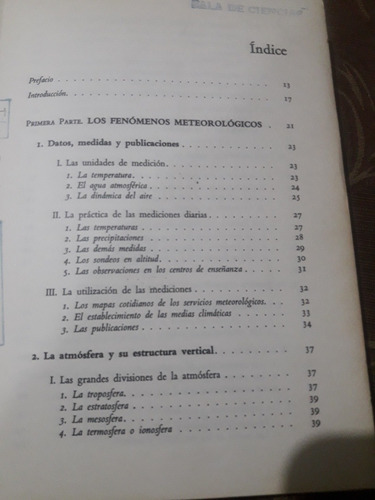 SALA DE CIENCIAS
Índice
Prefacio . . . . . . . . . . 13
Introducción. . . . . . . . . . 17
PRIMERA PARTE. LOS FENÓMENOS METEOROLÓGICOS . 21
1. Datos, medidas y publicaciones . . . . . . . . 23
I. Las unidades de medición. . . . . . . . . 23
1. La temperatura. . . . . . . . . 23
2. El agua atmosférica . . . . . . . . 24
3. La dinámica del aire . . . . . . . . 25
II. La práctica de las mediciones diarias . . . . . . 27
1. Las temperaturas . . . . . . . . 27
2. Las precipitaciones . . . . . . . . 28
3. Las demás medidas . . . . . . . . 29
4. Los sondeos en altitud . . . . . . . 30
5. Las observaciones en los centros de enseñanza . . . 31
III. La utilización de las mediciones . . . . . . . 32
1. Los mapas cotidianos de los servicios meteorológicos. . 32
2. El establecimiento de las medias climáticas . . . . 33
3. Las publicaciones . . . . . . . . 34
2. La atmósfera y su estructura vertical. . . . . . . 37
I. Las grandes divisiones de la atmósfera . . . . . 37
1. La troposfera. . . . . . . . . 37
2. La estratosfera . . . . . . . . 39
3. La mesosfera . . . . . . . . . 39
4. La termosfera o ionosfera . . . . . . . 39